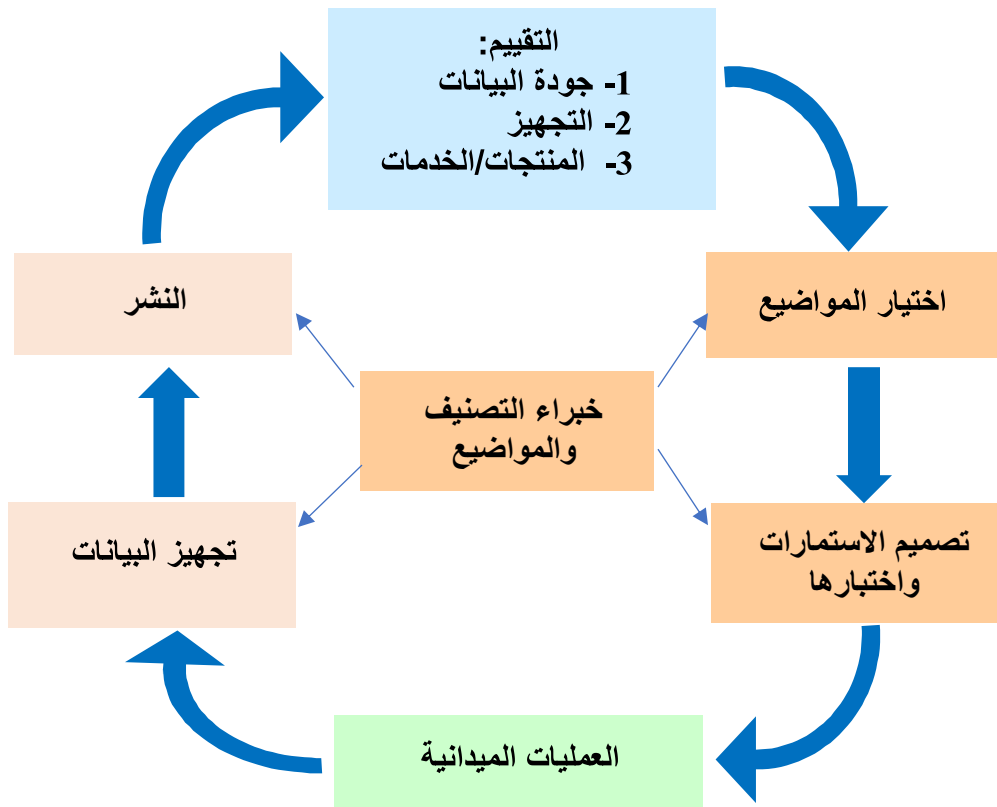 التقييم:
1- جودة البيانات
2- التجهيز
3- المنتجات/الخدمات
اختيار المواضيع
النشر
خبراء التصنيف
والمواضيع
تصميم الاستمارات
واختبارها
تجهيز البيانات
العمليات الميدانية